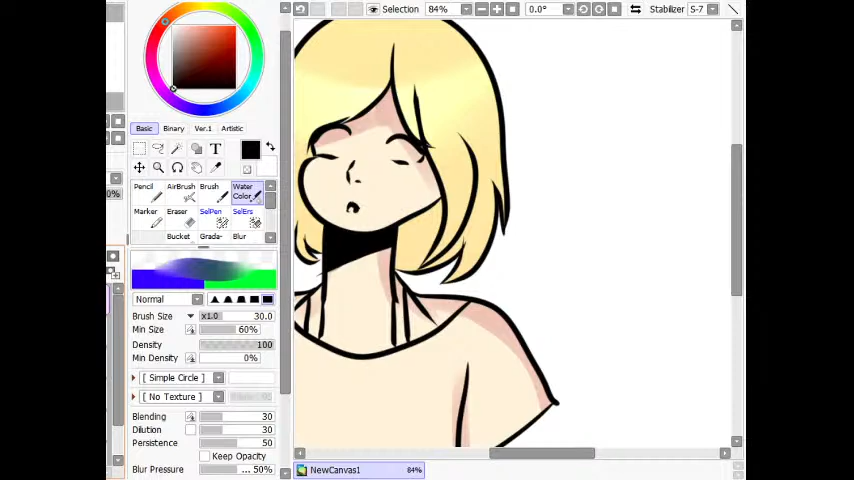 Selection 84% 0.0° Stabilizer S-7
Basic Binary Ver.1 Artistic
T
0%
Pencil AirBrush Brush Water Color
Marker Eraser SelPen SelErs
Bucket Grada- Blur
Normal
Brush Size x1.0 30.0
Min Size 60%
Density 100
Min Density 0%
[ Simple Circle ]
[ No Texture ]
Blending 30
Dilution 30
Persistence 50
Keep Opacity
Blur Pressure ... 50%
NewCanvas1 84%